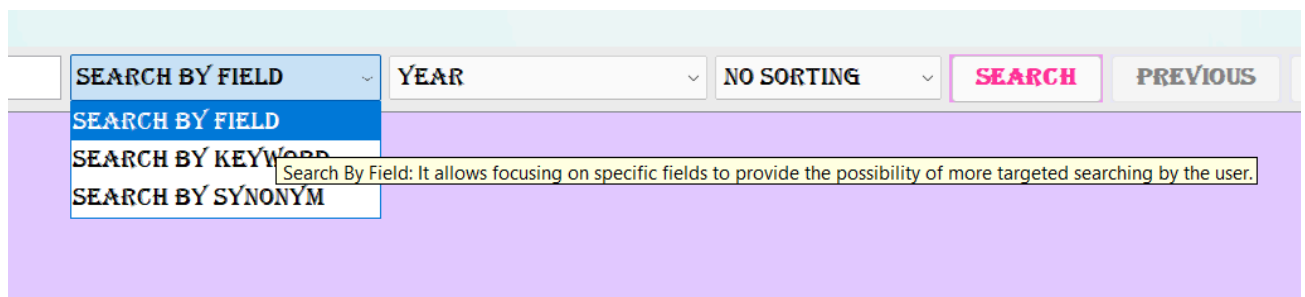 SEARCH BY FIELD YEAR NO SORTING SEARCH PREVIOUS
SEARCH BY FIELD
SEARCH BY KEYWORD
Search By Field: It allows focusing on specific fields to provide the possibility of more targeted searching by the user.
SEARCH BY SYNONYM